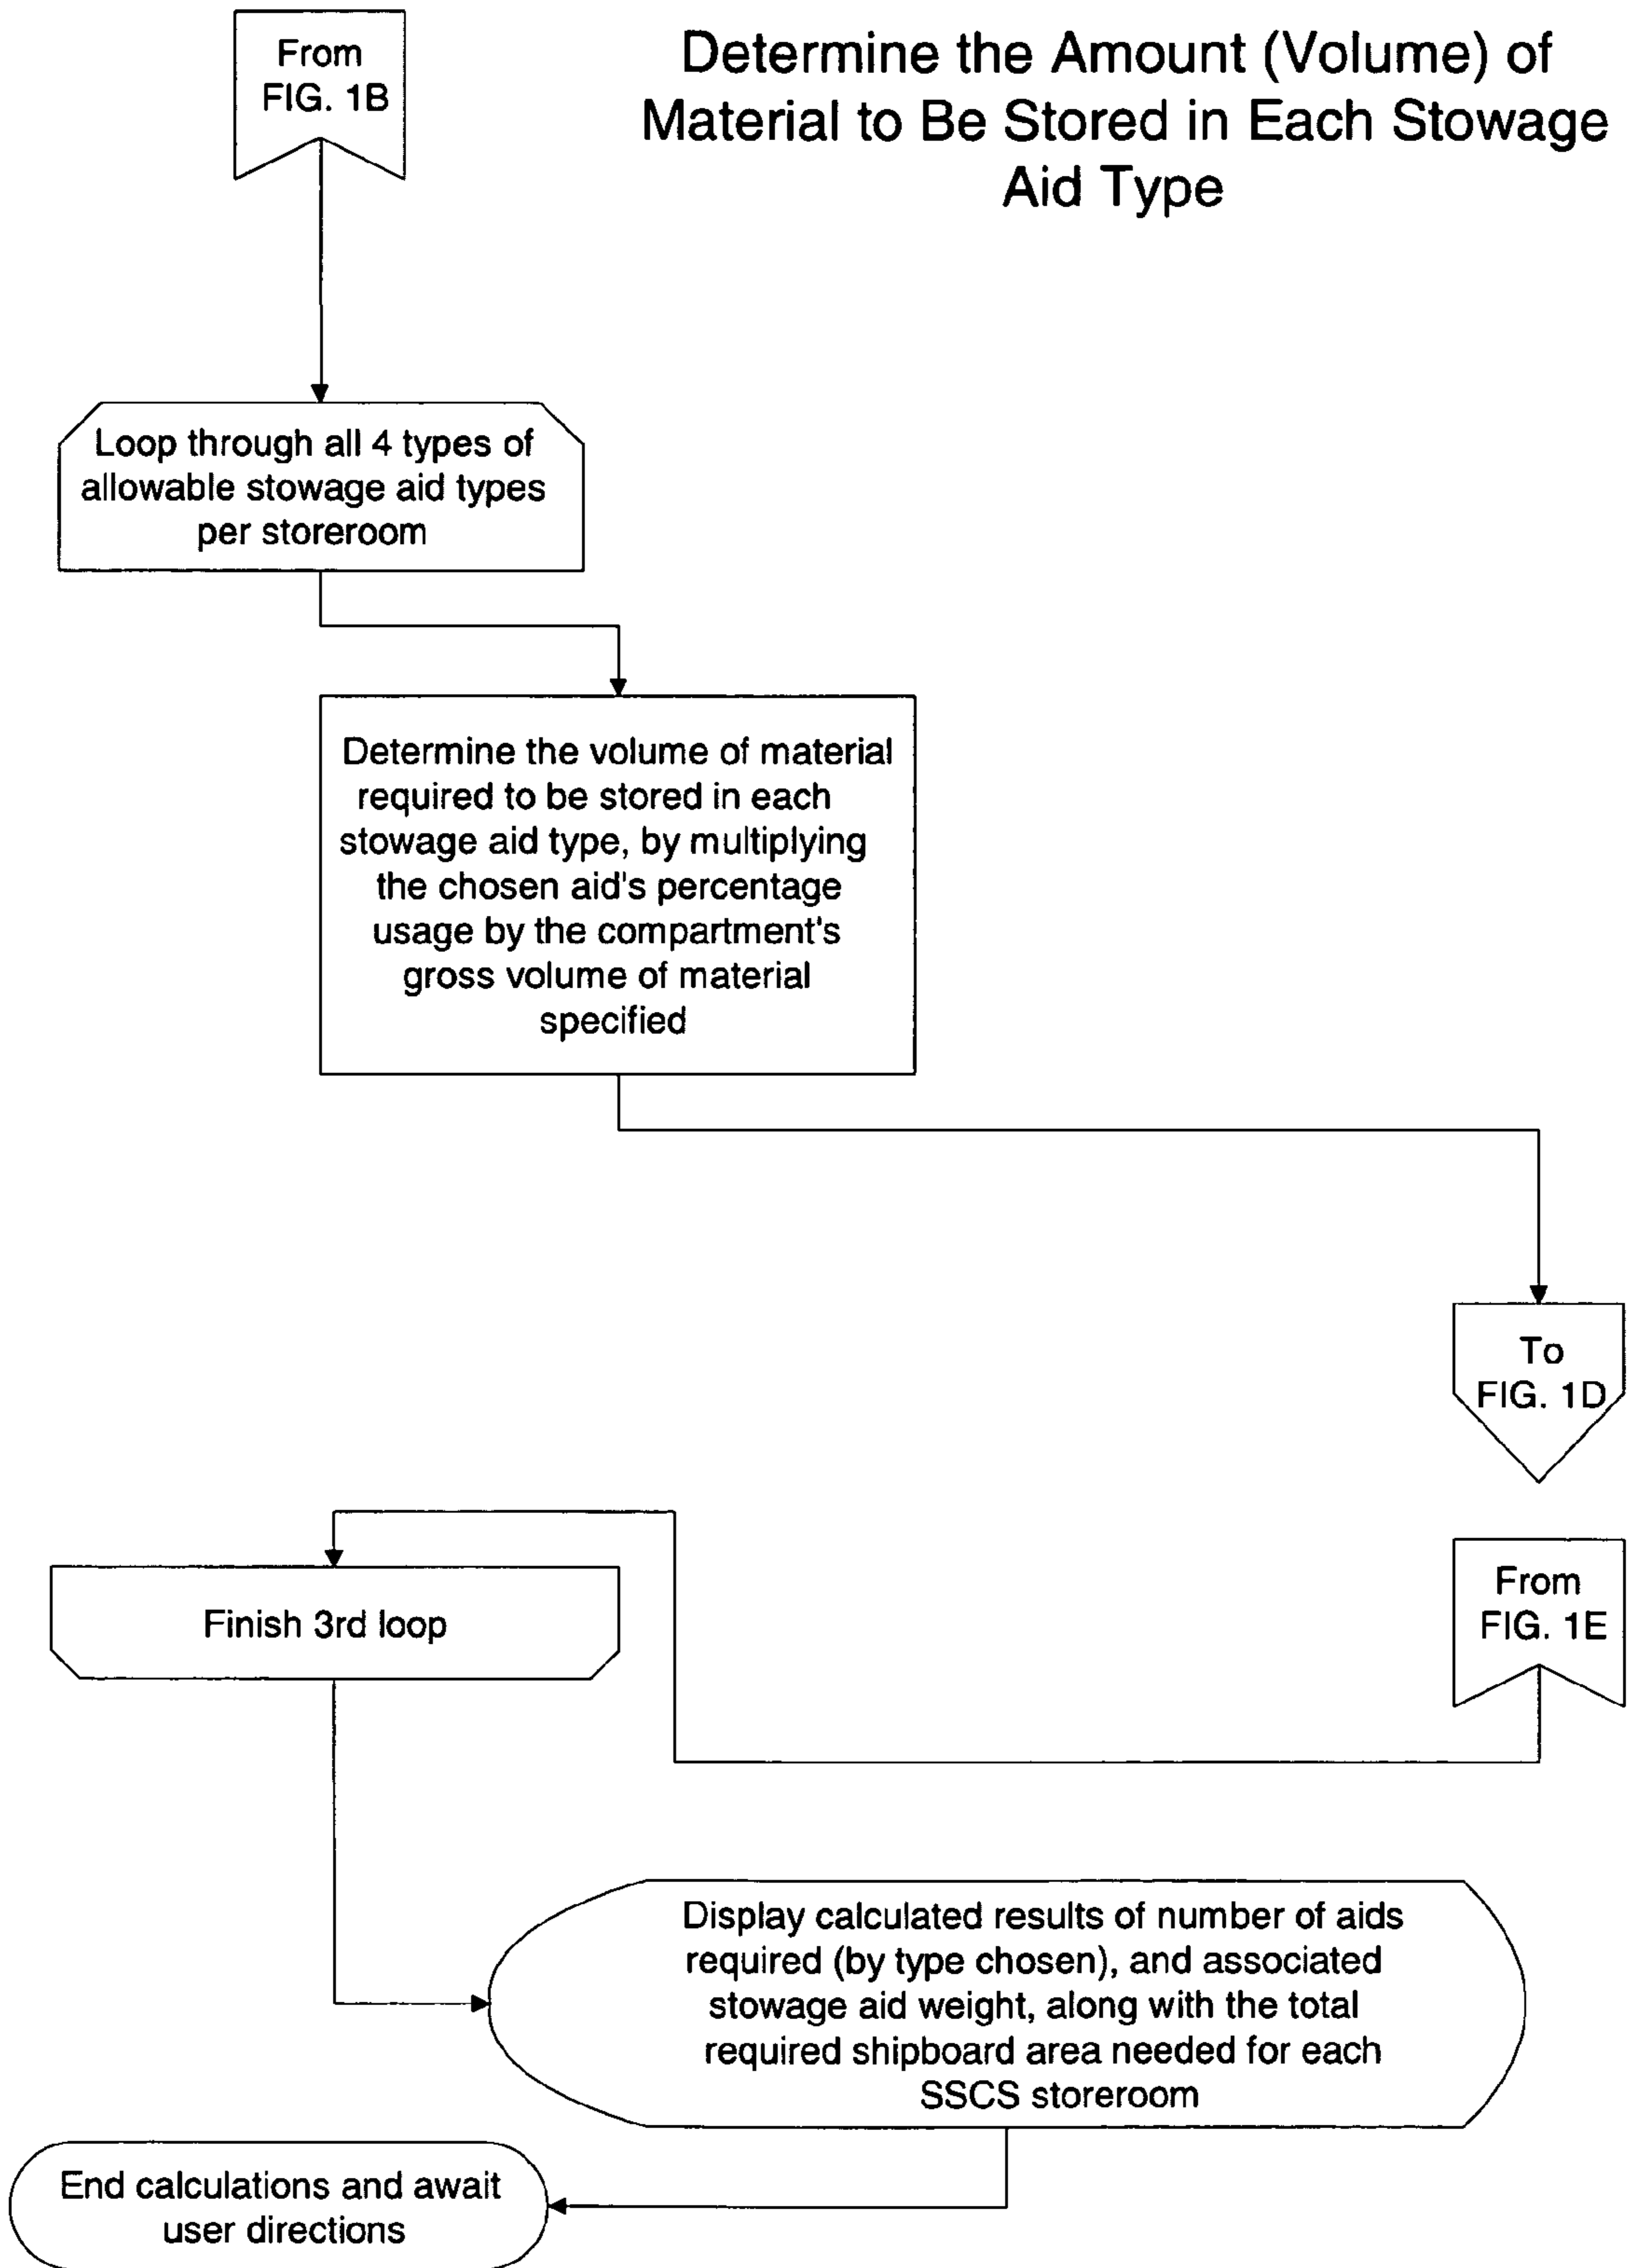 From
FIG. 1B
Determine the Amount (Volume) of
Material to Be Stored in Each Stowage
Aid Type
Loop through all 4 types of
allowable stowage aid types
per storeroom
Determine the volume of material
required to be stored in each
stowage aid type, by multiplying
the chosen aid's percentage
usage by the compartment's
gross volume of material
specified
To
FIG. 1D
From
FIG. 1E
Finish 3rd loop
Display calculated results of number of aids
required (by type chosen), and associated
stowage aid weight, along with the total
required shipboard area needed for each
SSCS storeroom
End calculations and await
user directions